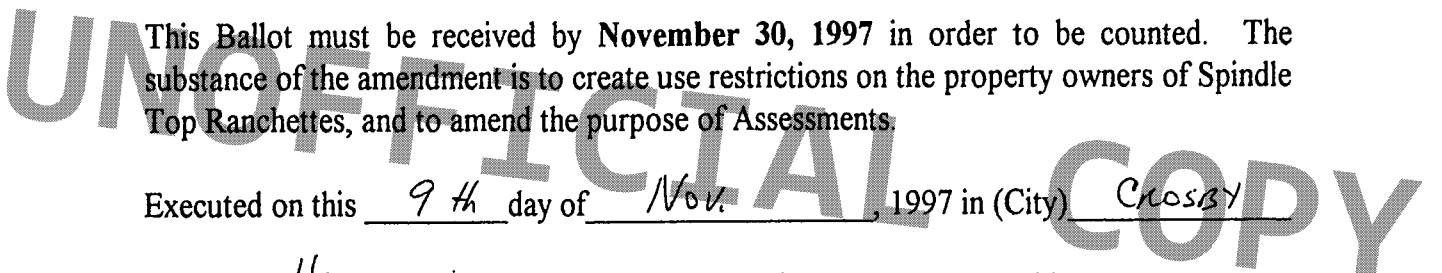 This Ballot must be received by November 30, 1997 in order to be counted. The
substance of the amendment is to create use restrictions on the property owners of Spindle
Top Ranchettes, and to amend the purpose of Assessments.
UNOFFICIAL COPY
Executed on this 9th day of Nov., 1997 in (City) CROSBY